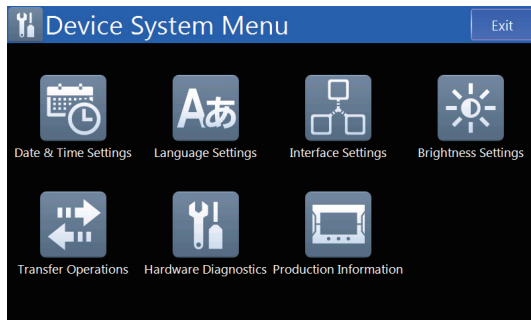 Device System Menu
Exit
Aあ
Date & Time Settings
Language Settings
Interface Settings
Brightness Settings
Transfer Operations
Hardware Diagnostics
Production Information